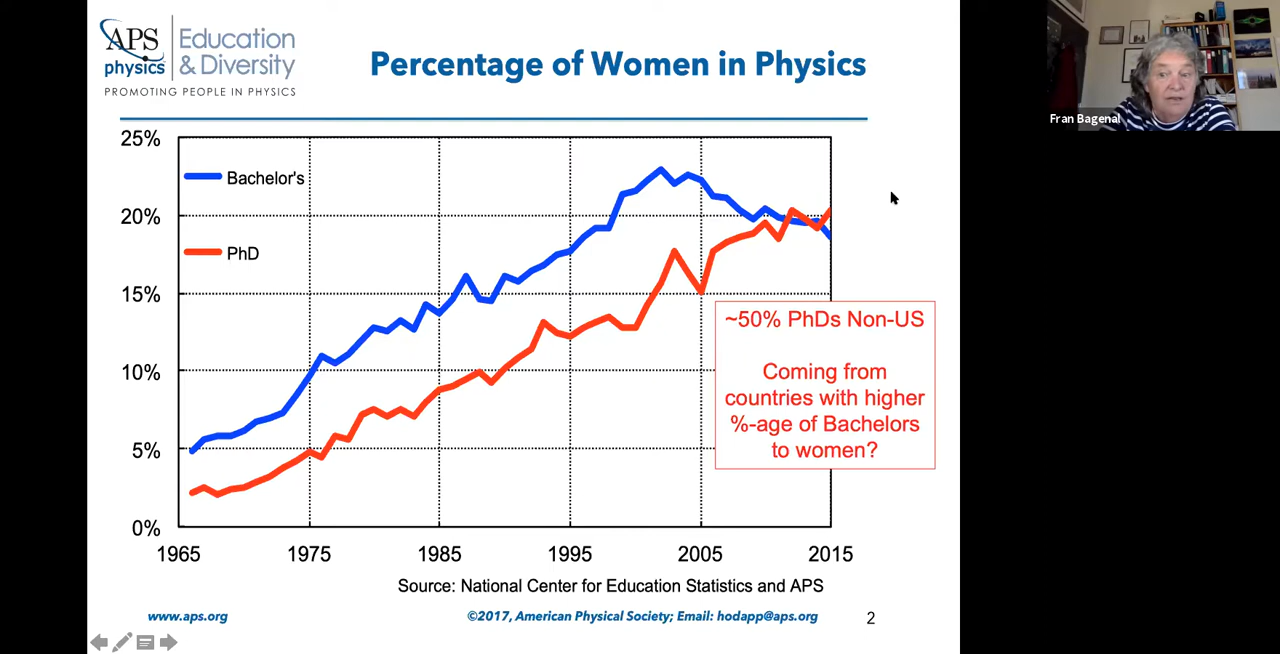 APS
physics
Education
& Diversity
PROMOTING PEOPLE IN PHYSICS
Percentage of Women in Physics
Fran Bagenal
25%
20%
15%
10%
5%
0%
Bachelor's
PhD
~50% PhDs Non-US
Coming from
countries with higher
%-age of Bachelors
to women?
1965 1975 1985 1995 2005 2015
Source: National Center for Education Statistics and APS
www.aps.org
©2017, American Physical Society; Email: hodapp@aps.org
2